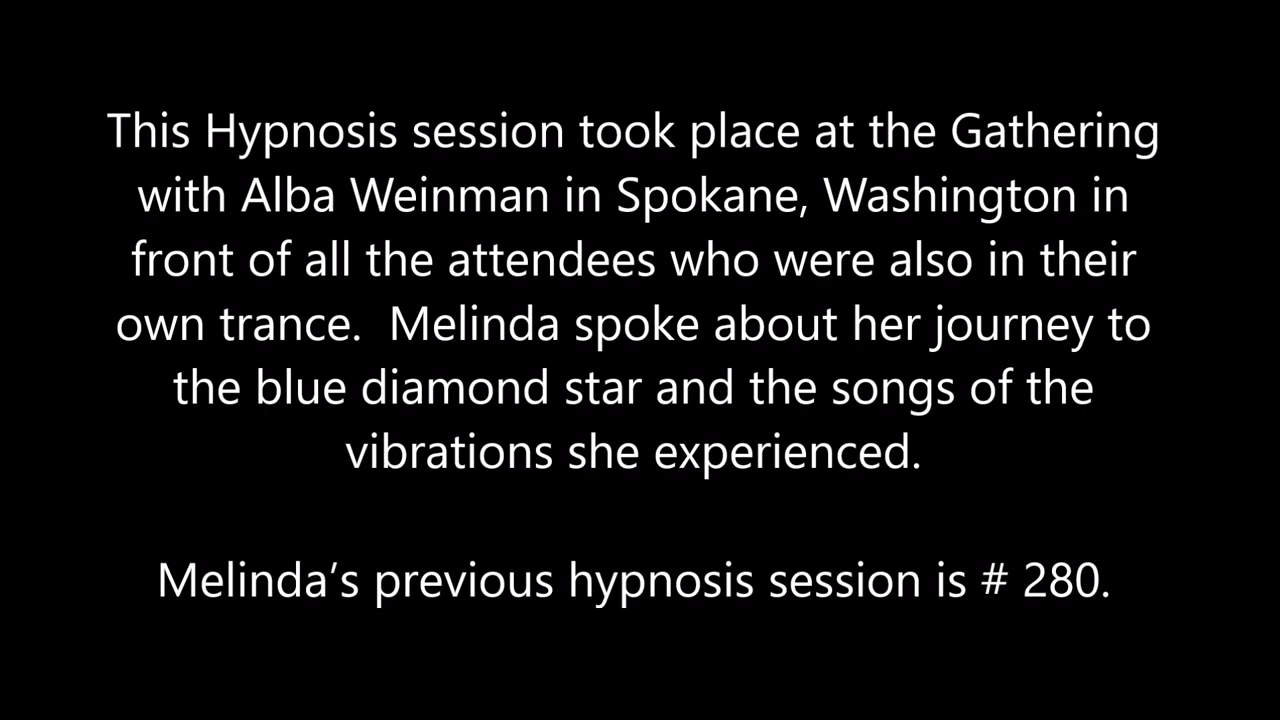 This Hypnosis session took place at the Gathering
with Alba Weinman in Spokane, Washington in
front of all the attendees who were also in their
own trance.  Melinda spoke about her journey to
the blue diamond star and the songs of the
vibrations she experienced.
Melinda’s previous hypnosis session is # 280.